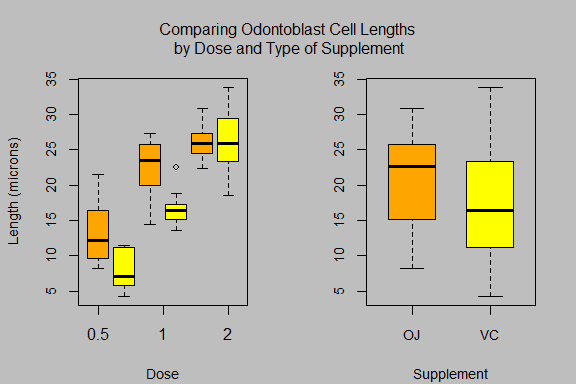 Comparing Odontoblast Cell Lengths
by Dose and Type of Supplement
Length (microns)
35
30
25
20
15
10
5
0.5 1 2
Dose
35
30
25
20
15
10
5
OJ VC
Supplement